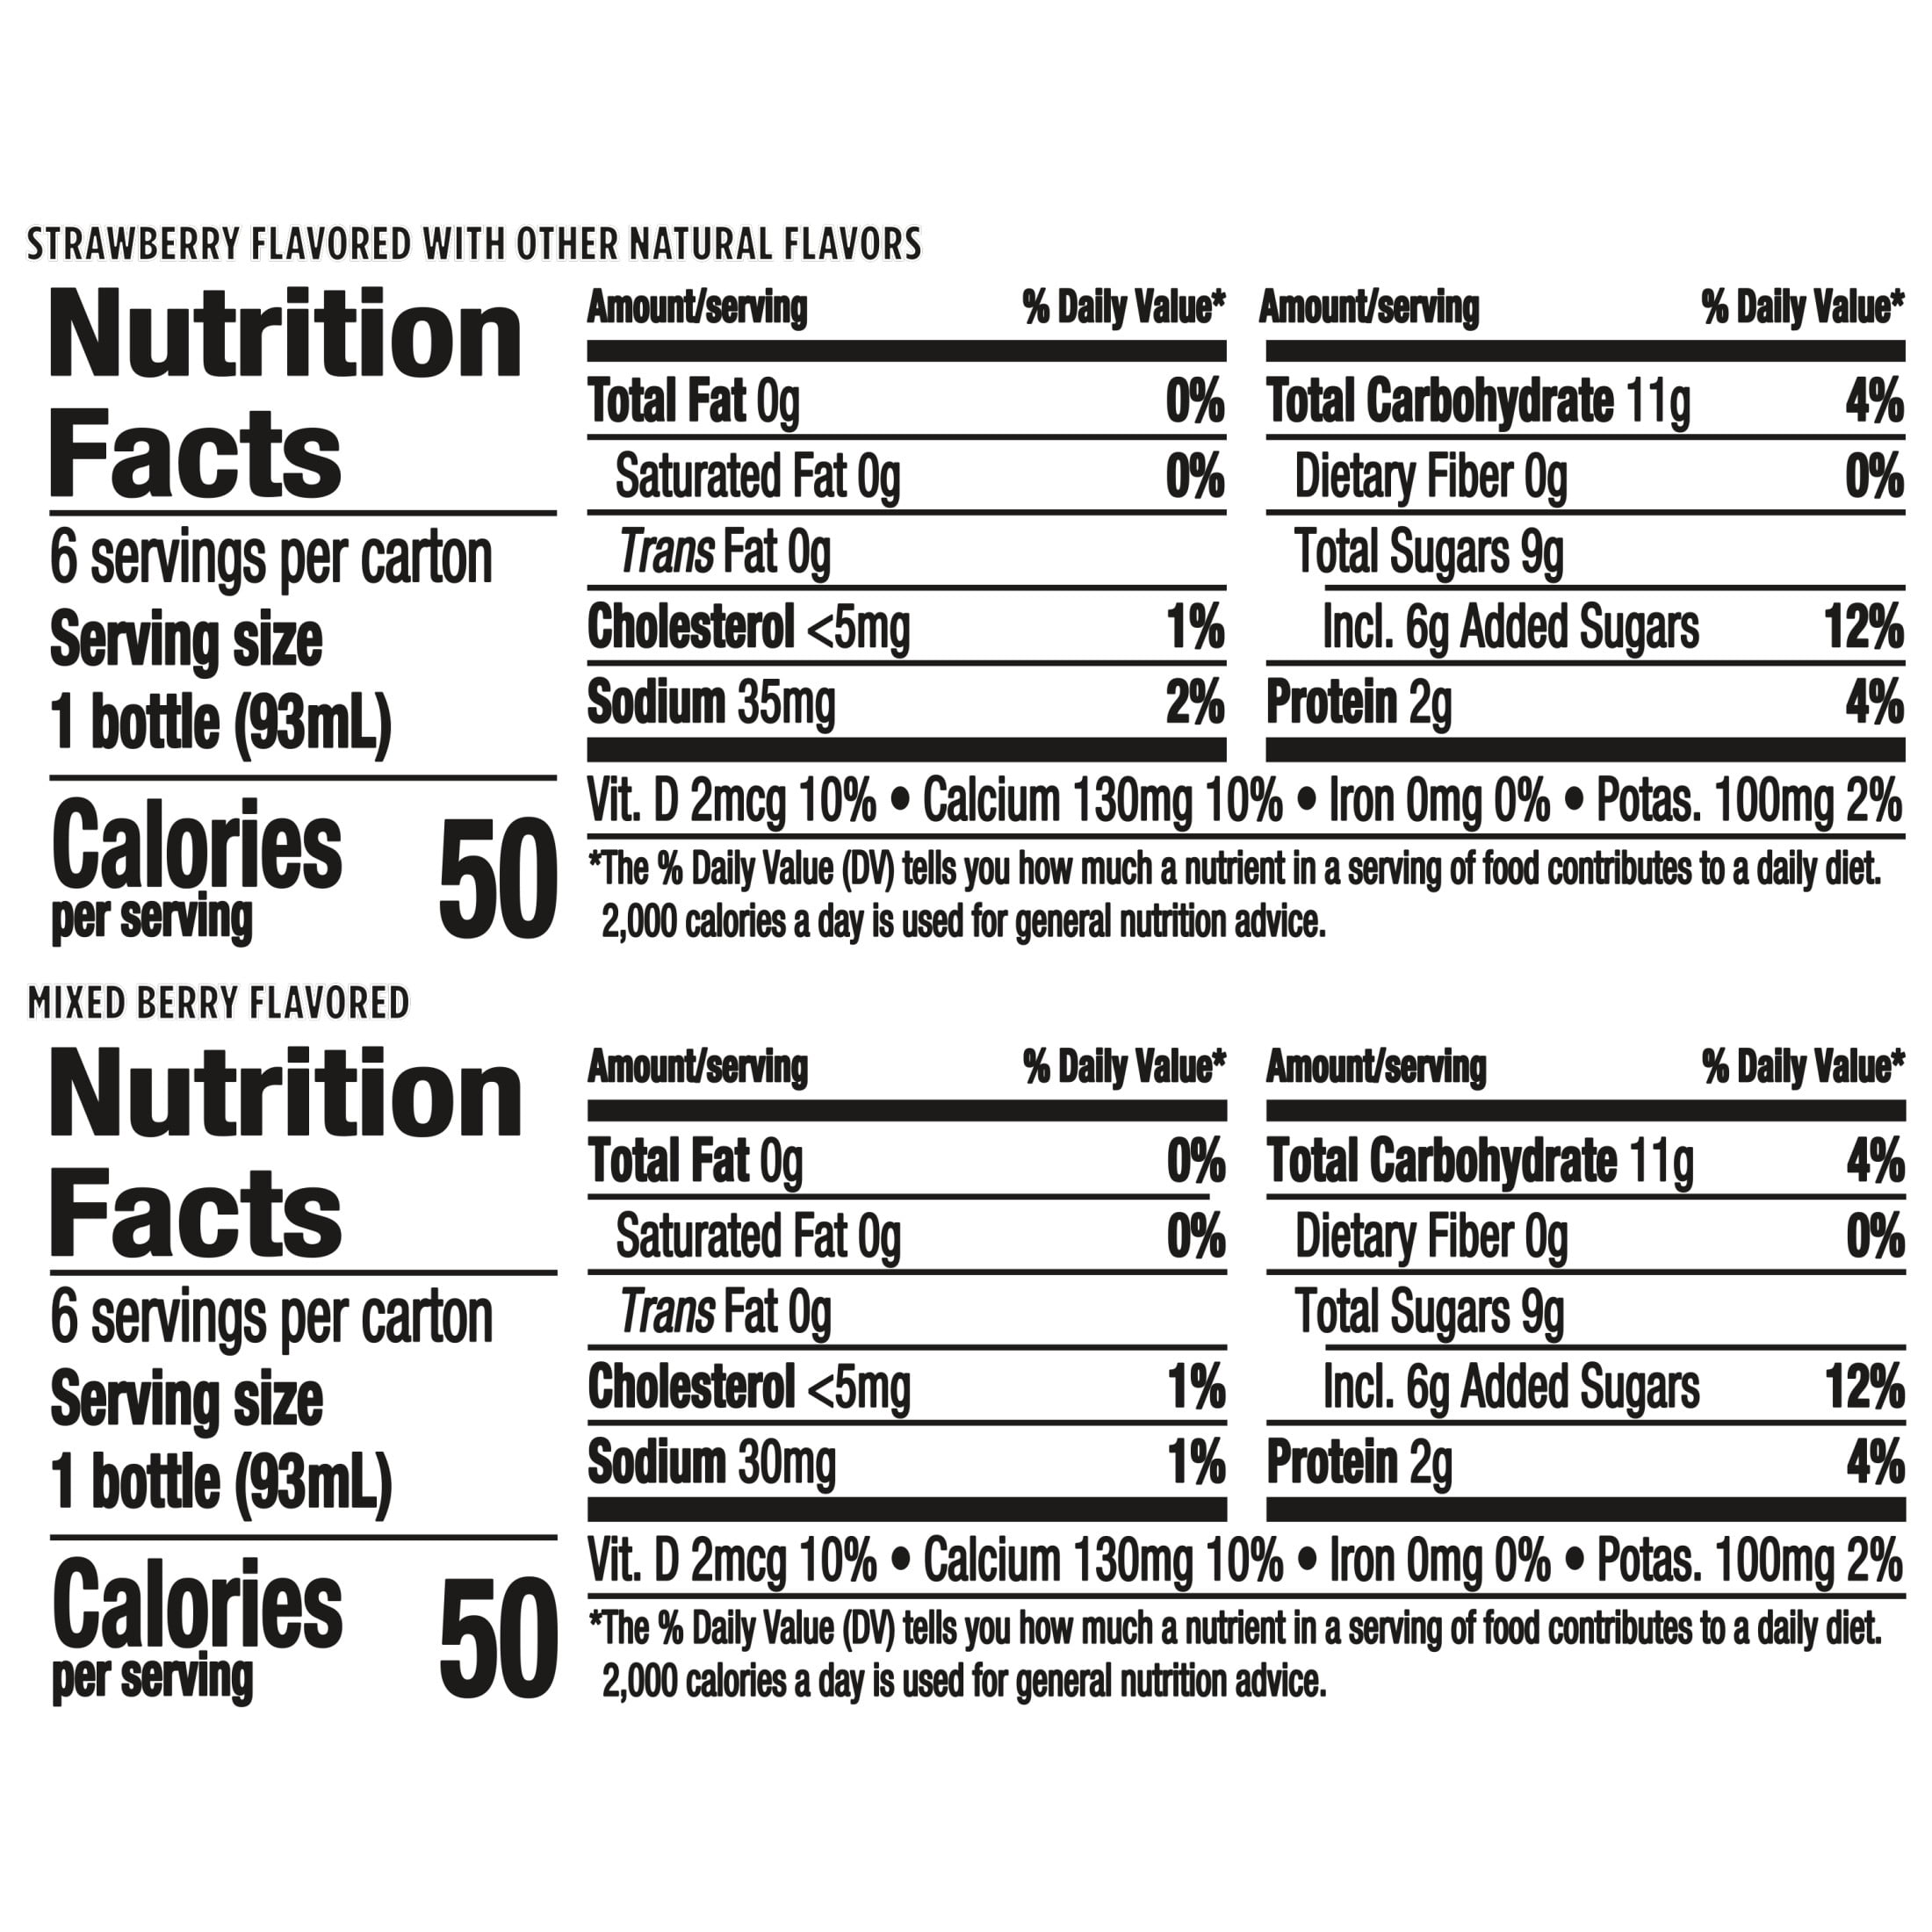 STRAWBERRY FLAVORED WITH OTHER NATURAL FLAVORS
Nutrition
Facts
6 servings per carton
Serving size
1 bottle (93mL)
Calories 50
per serving
Amount/serving % Daily Value*
Total Fat 0g 0%
Saturated Fat 0g 0%
Trans Fat 0g
Cholesterol <5mg 1%
Sodium 35mg 2%
Amount/serving % Daily Value*
Total Carbohydrate 11g 4%
Dietary Fiber 0g 0%
Total Sugars 9g
Incl. 6g Added Sugars 12%
Protein 2g 4%
Vit. D 2mcg 10% • Calcium 130mg 10% • Iron 0mg 0% • Potas. 100mg 2%
*The % Daily Value (DV) tells you how much a nutrient in a serving of food contributes to a daily diet.
2,000 calories a day is used for general nutrition advice.
MIXED BERRY FLAVORED
Nutrition
Facts
6 servings per carton
Serving size
1 bottle (93mL)
Calories 50
per serving
Amount/serving % Daily Value*
Total Fat 0g 0%
Saturated Fat 0g 0%
Trans Fat 0g
Cholesterol <5mg 1%
Sodium 30mg 1%
Amount/serving % Daily Value*
Total Carbohydrate 11g 4%
Dietary Fiber 0g 0%
Total Sugars 9g
Incl. 6g Added Sugars 12%
Protein 2g 4%
Vit. D 2mcg 10% • Calcium 130mg 10% • Iron 0mg 0% • Potas. 100mg 2%
*The % Daily Value (DV) tells you how much a nutrient in a serving of food contributes to a daily diet.
2,000 calories a day is used for general nutrition advice.